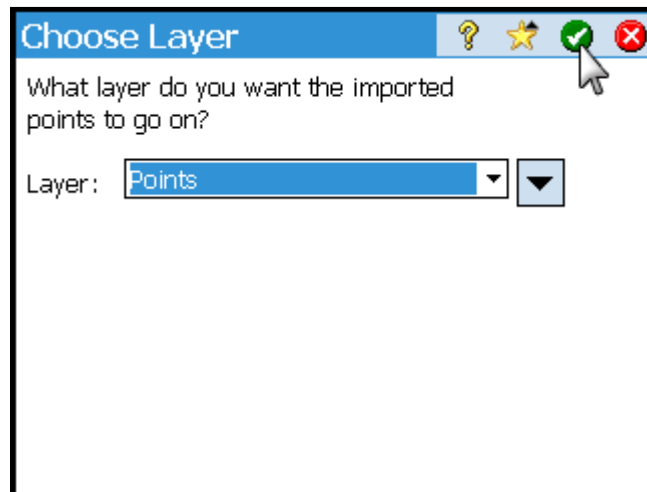 Choose Layer
What layer do you want the imported
points to go on?
Layer: Points